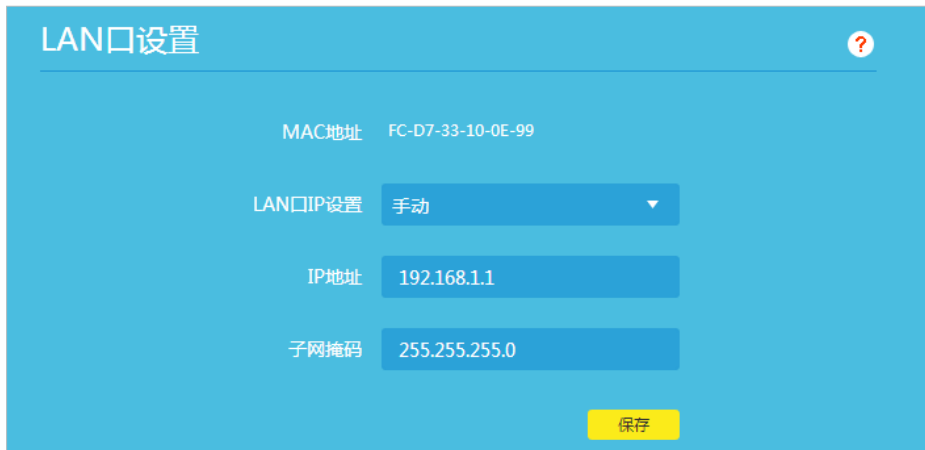 LAN口设置
?
MAC地址 FC-D7-33-10-0E-99
LAN口IP设置 手动
IP地址 192.168.1.1
子网掩码 255.255.255.0
保存